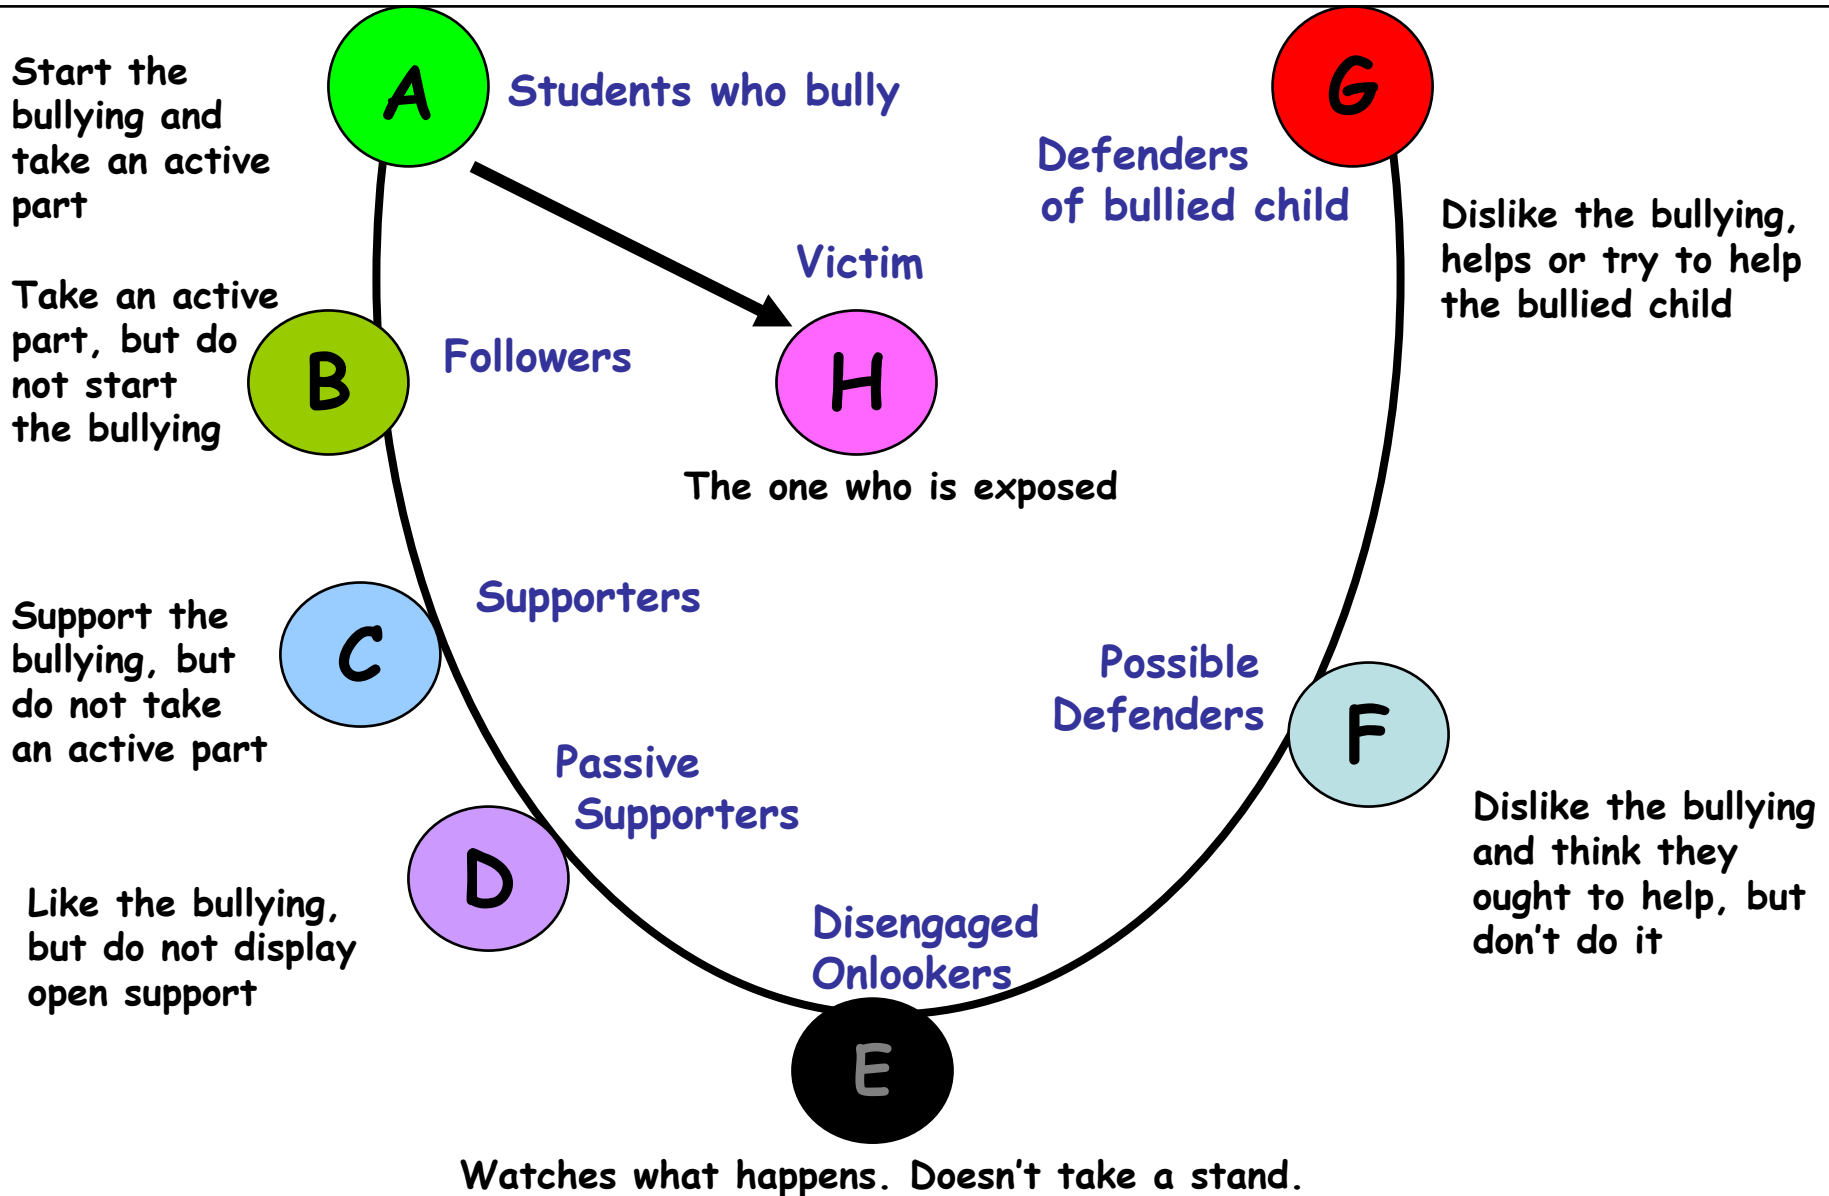 A
Students who bully
Start the
bullying and
take an active
part
G
Defenders
of bullied child
Dislike the bullying,
helps or try to help
the bullied child
Victim
H
The one who is exposed
Take an active
part, but do
not start
the bullying
B
Followers
Supporters
C
Support the
bullying, but
do not take
an active part
Possible
Defenders
F
Dislike the bullying
and think they
ought to help, but
don't do it
Passive
Supporters
D
Like the bullying,
but do not display
open support
Disengaged
Onlookers
E
Watches what happens. Doesn't take a stand.